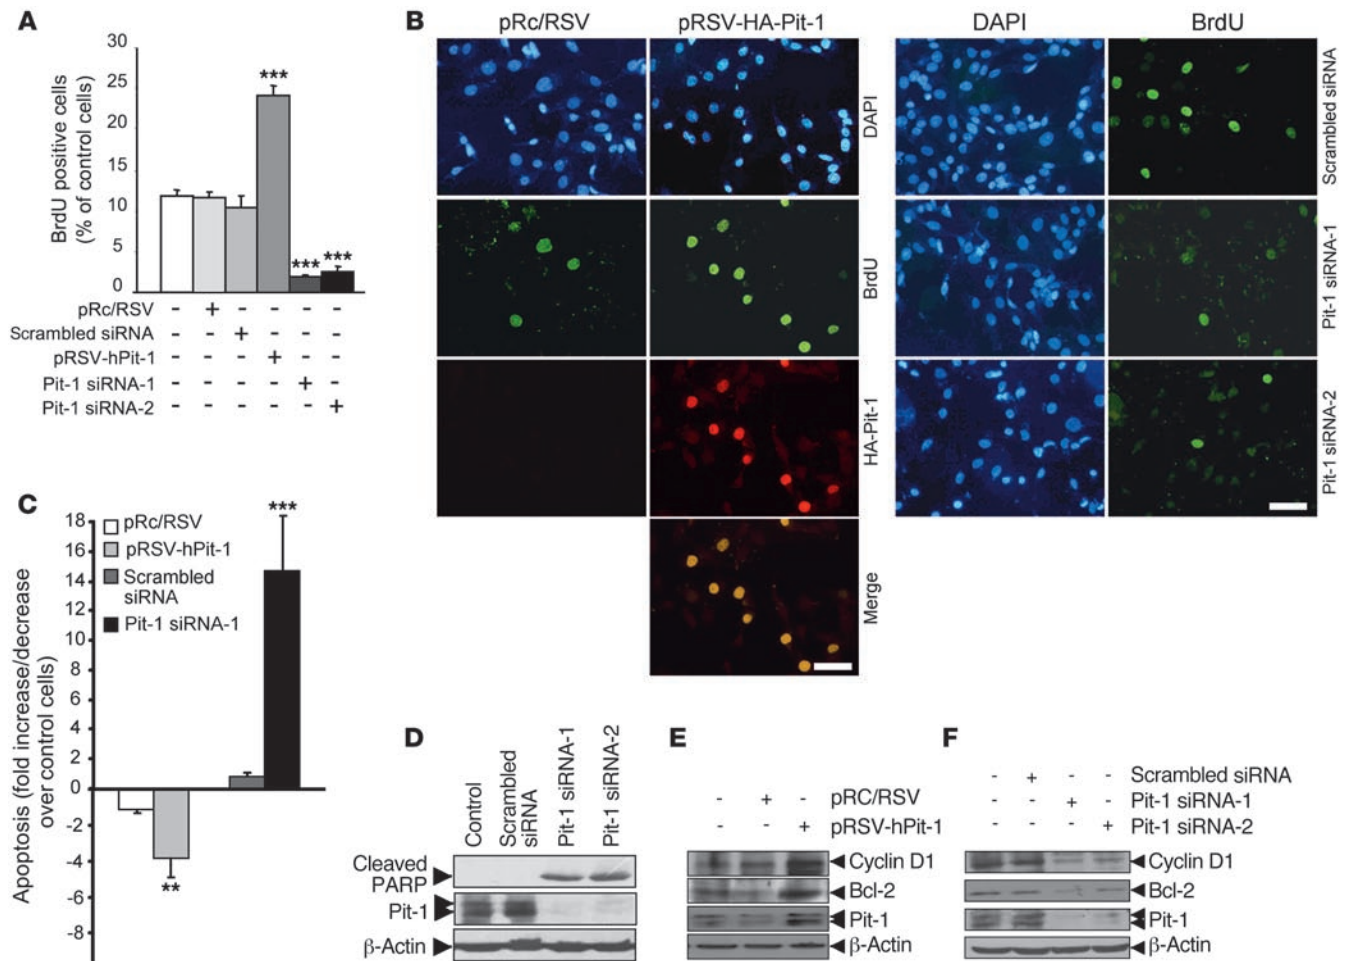 A
BrdU positive cells
(% of control cells)
30
25
20
15
10
5
0
***
***
***
pRc/RSV - + - - - -
Scrambled siRNA - - + - - -
pRSV-hPit-1 - - - + - -
Pit-1 siRNA-1 - - - - + -
Pit-1 siRNA-2 - - - - - +
B
pRc/RSV
pRSV-HA-Pit-1
DAPI
BrdU
HA-Pit-1
Merge
DAPI
BrdU
Scrambled siRNA
Pit-1 siRNA-1
Pit-1 siRNA-2
C
Apoptosis (fold increase/decrease
over control cells)
18
16
14
12
10
8
6
4
2
0
-2
-4
-6
-8
pRc/RSV
pRSV-hPit-1
Scrambled
siRNA
Pit-1 siRNA-1
***
**
D
Control
Scrambled
siRNA
Pit-1 siRNA-1
Pit-1 siRNA-2
Cleaved
PARP
Pit-1
β-Actin
E
- + - pRC/RSV
- - + pRSV-hPit-1
Cyclin D1
Bcl-2
Pit-1
β-Actin
F
- + - - Scrambled siRNA
- - + - Pit-1 siRNA-1
- - - + Pit-1 siRNA-2
Cyclin D1
Bcl-2
Pit-1
β-Actin